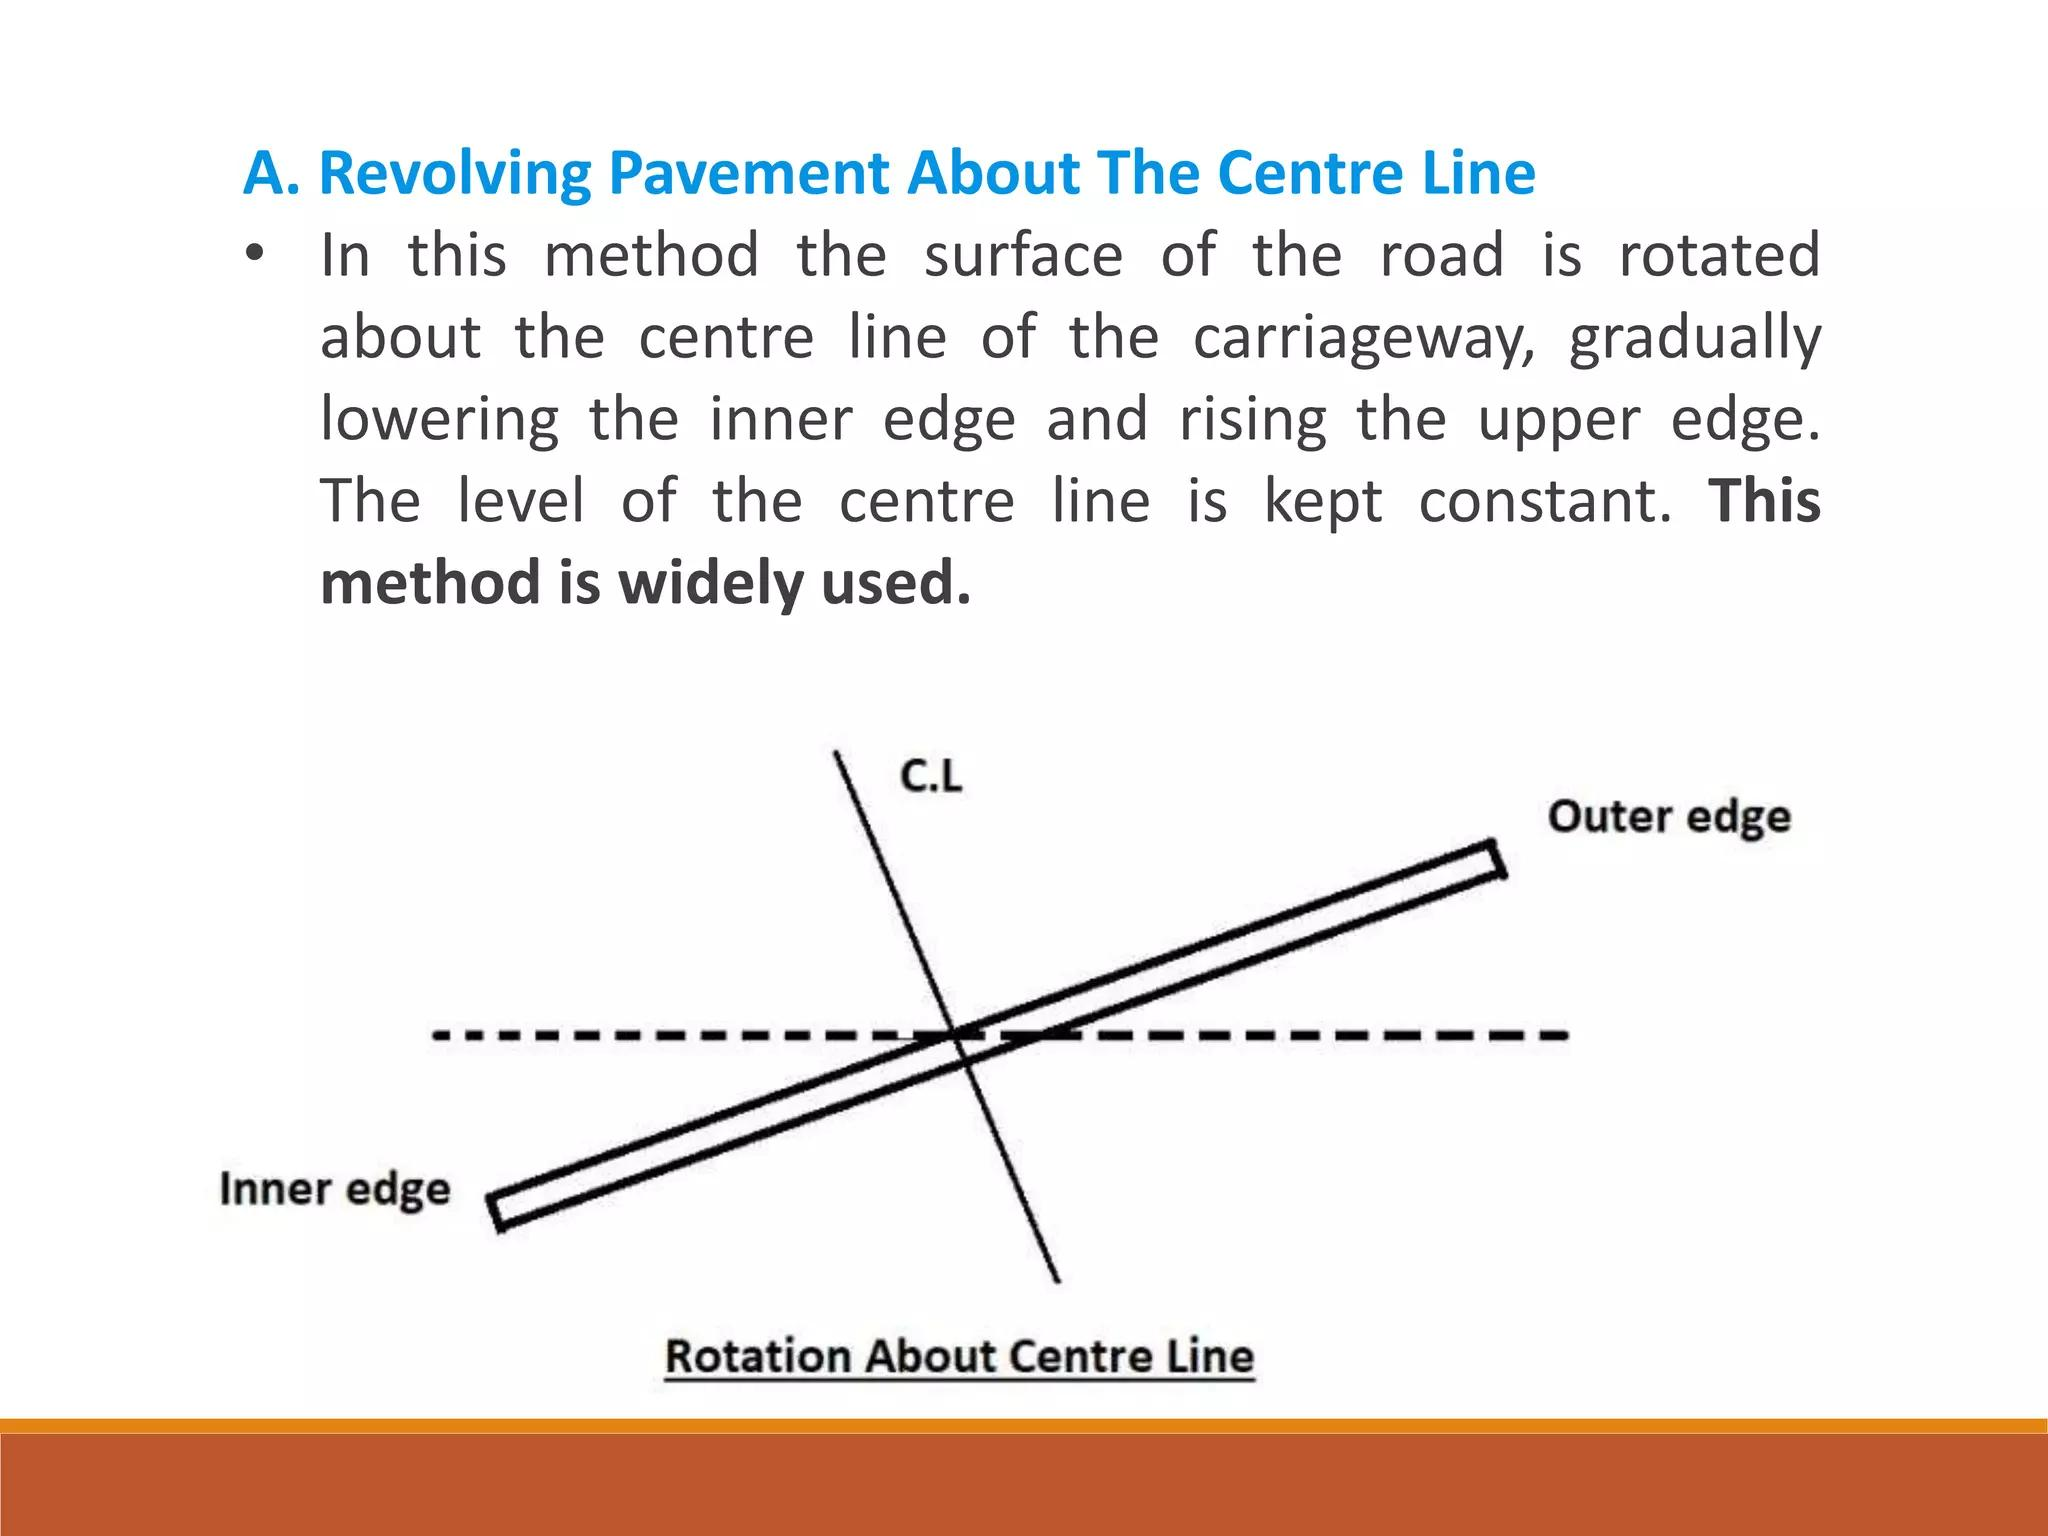 A. Revolving Pavement About The Centre Line
• In this method the surface of the road is rotated
about the centre line of the carriageway, gradually
lowering the inner edge and rising the upper edge.
The level of the centre line is kept constant. This
method is widely used.
C.L
Outer edge
Inner edge
Rotation About Centre Line